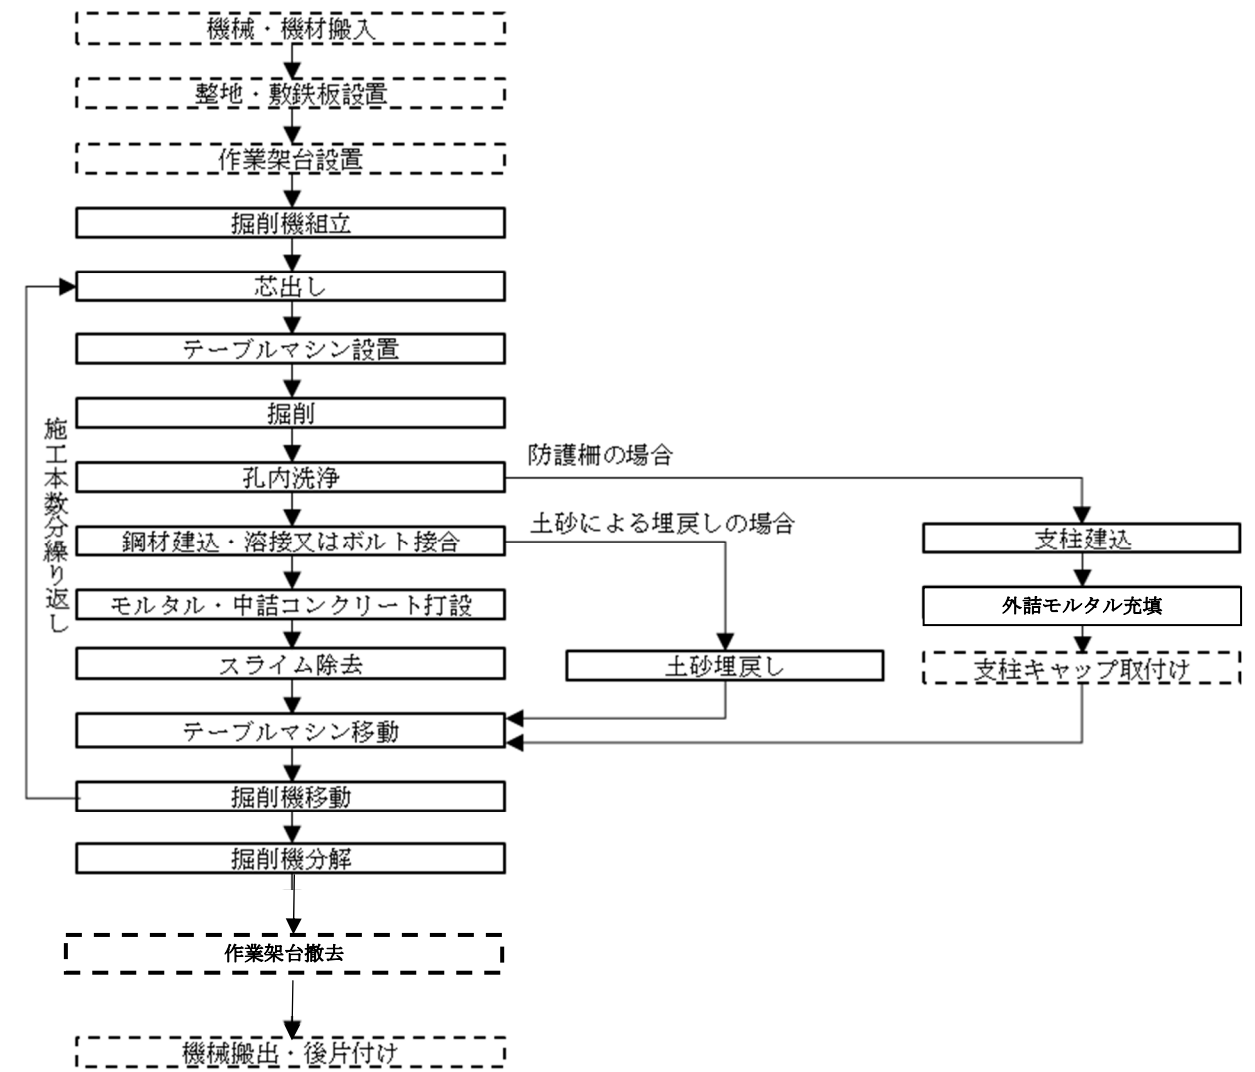 機械・機材搬入
整地・敷鉄板設置
作業架台設置
掘削機組立
芯出し
テーブルマシン設置
掘削
孔内洗浄
鋼材建込・溶接又はボルト接合
モルタル・中詰コンクリート打設
スライム除去
テーブルマシン移動
掘削機移動
掘削機分解
作業架台撤去
機械搬出・後片付け
施工本数分繰り返し
土砂による埋戻しの場合
土砂埋戻し
防護柵の場合
支柱建込
外詰モルタル充填
支柱キャップ取付け